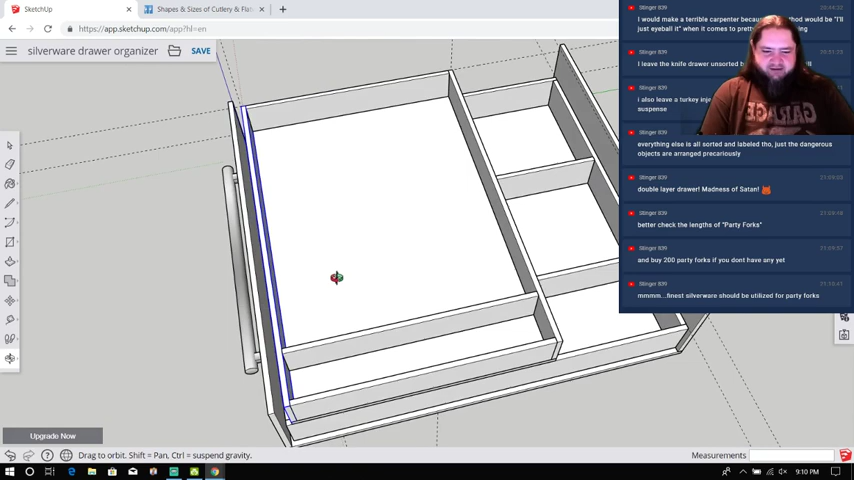 SketchUp
Shapes & Sizes of Cutlery & Flat
https://app.sketchup.com/app?hl=en
silverware drawer organizer
SAVE
Upgrade Now
Drag to orbit. Shift = Pan, Ctrl = suspend gravity.
Measurements
9:10 PM
Stinger 839
I would make a terrible carpenter
"I'll
just eyeball it" when it comes to pretty
Stinger 839
I leave the knife drawer unsorted
Stinger 839
i also leave a turkey
suspense
Stinger 839
everything else is all sorted and labeled tho, just the dangerous
objects are arranged precariously
Stinger 839
double layer drawer! Madness of Satan!
Stinger 839
better check the lengths of "Party Forks"
Stinger 839
and buy 200 party forks if you dont have any yet
Stinger 839
mmmm...finest silverware should be utilized for party forks